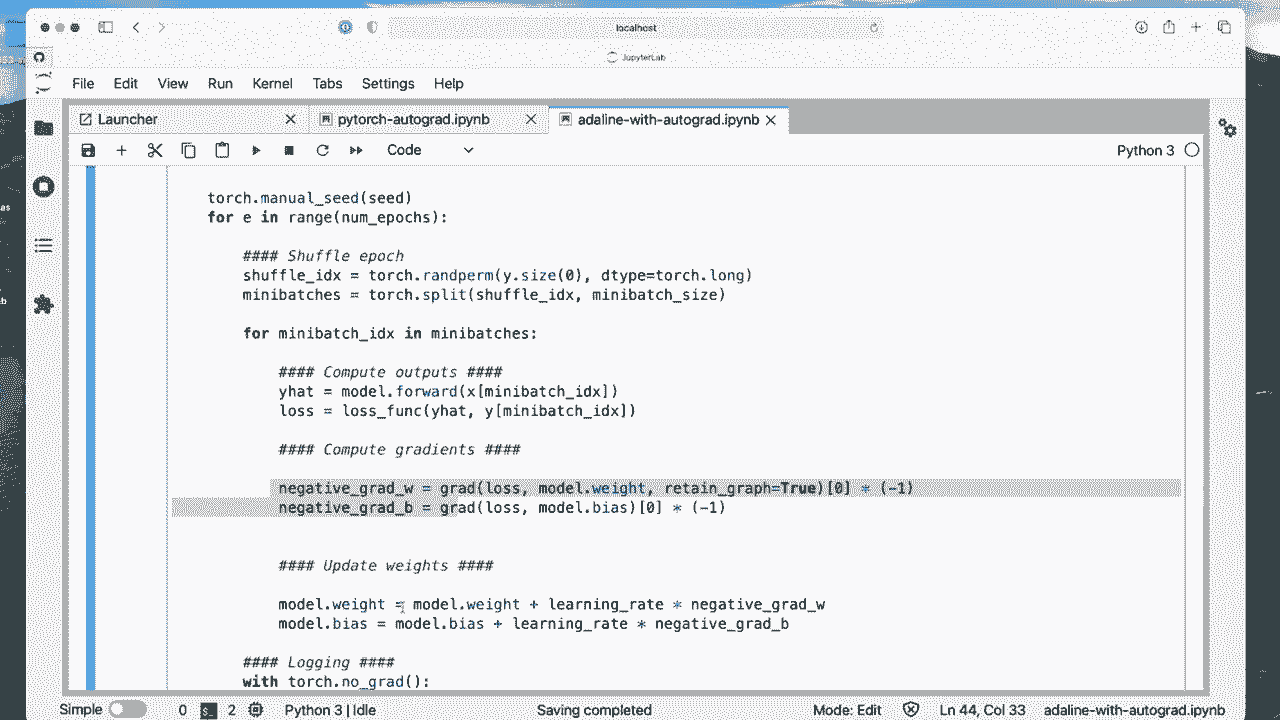 localhost
JupyterLab
File Edit View Run Kernel Tabs Settings Help
Launcher pytorch-autograd.ipynb adaline-with-autograd.ipynb
Code Python 3
torch.manual_seed(seed)
for e in range(num_epochs):
#### Shuffle epoch
shuffle_idx = torch.randperm(y.size(0), dtype=torch.long)
minibatches = torch.split(shuffle_idx, minibatch_size)
for minibatch_idx in minibatches:
#### Compute outputs ####
yhat = model.forward(x[minibatch_idx])
loss = loss_func(yhat, y[minibatch_idx])
#### Compute gradients ####
negative_grad_w = grad(loss, model.weight, retain_graph=True)[0] * (-1)
negative_grad_b = grad(loss, model.bias)[0] * (-1)
#### Update weights ####
model.weight = model.weight + learning_rate * negative_grad_w
model.bias = model.bias + learning_rate * negative_grad_b
#### Logging ####
with torch.no_grad():
Simple 0 2 Python 3 | Idle Saving completed Mode: Edit Ln 44, Col 33 adaline-with-autograd.ipynb